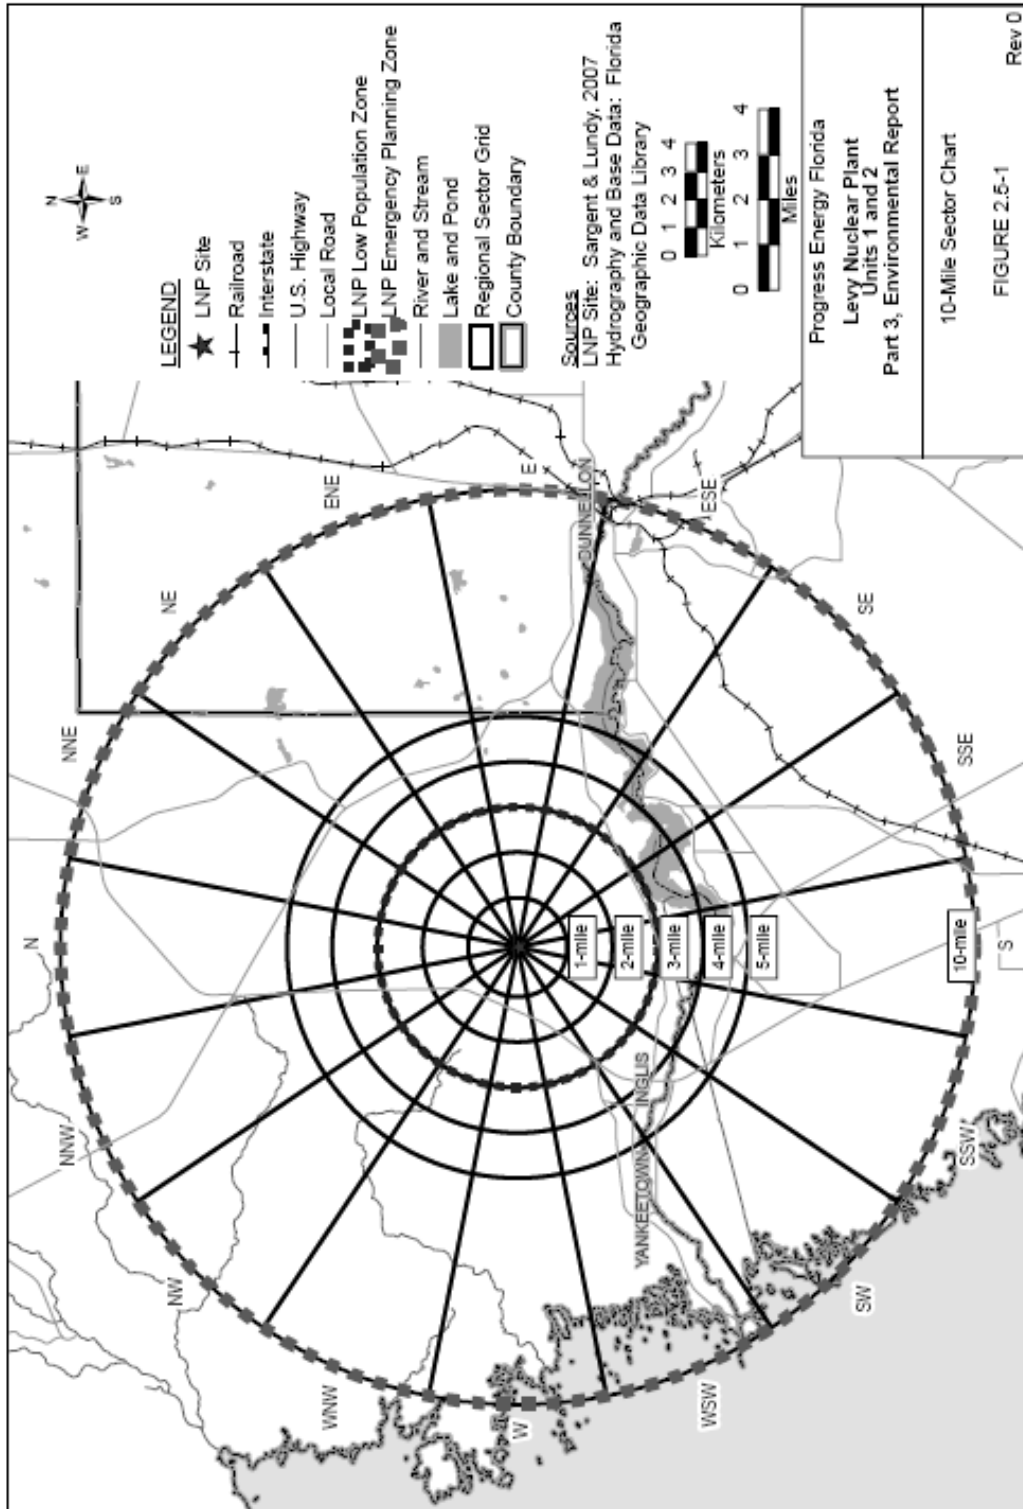 N
W
E
S
LEGEND
LNP Site
Railroad
Interstate
U.S. Highway
Local Road
LNP Low Population Zone
LNP Emergency Planning Zone
River and Stream
Lake and Pond
Regional Sector Grid
County Boundary
Sources
LNP Site: Sargent & Lundy, 2007
Hydrography and Base Data: Florida
Geographic Data Library
0 1 2 3 4
Kilometers
0 1 2 3 4
Miles
Progress Energy Florida
Levy Nuclear Plant
Units 1 and 2
Part 3, Environmental Report
10-Mile Sector Chart
FIGURE 2.5-1
Rev 0
N
NNE
NE
ENE
E
ESE
SE
SSE
S
SSW
SW
WSW
W
WNW
NW
NNW
DUNNELLON
YANKEETOWN
INGLIS
1-mile
2-mile
3-mile
4-mile
5-mile
10-mile